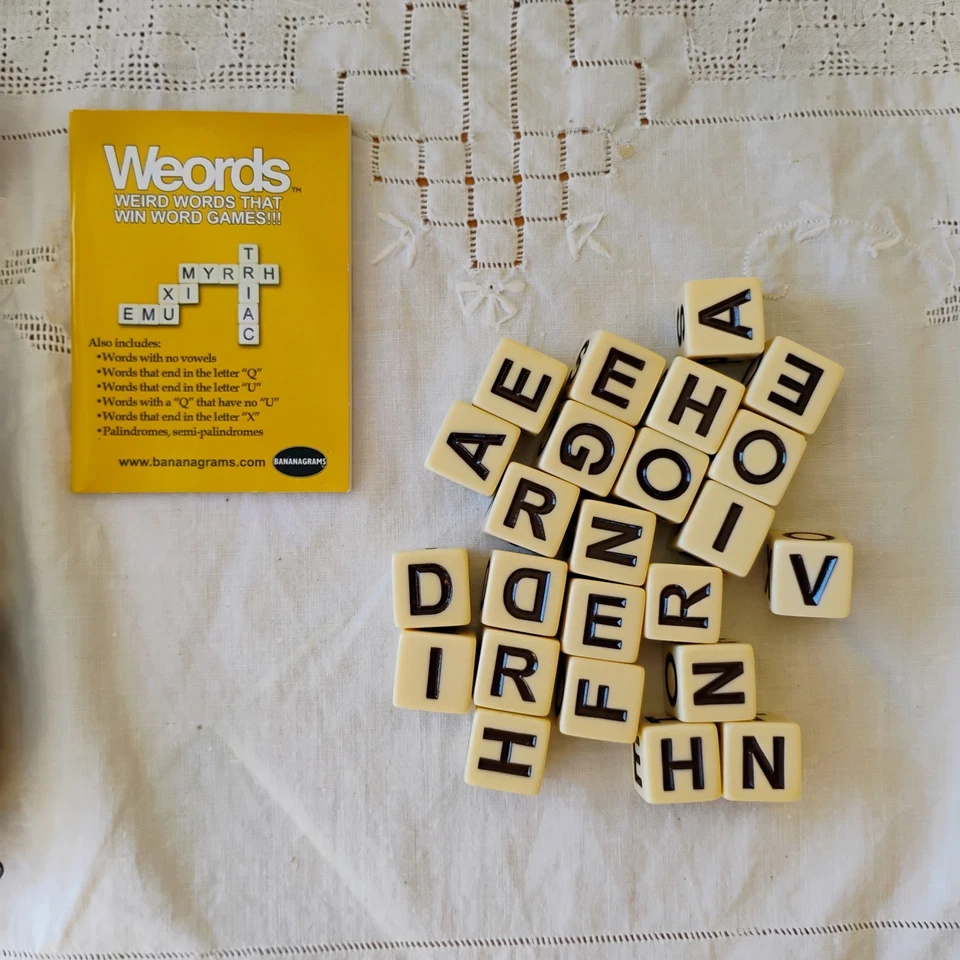 Weords™
WEIRD WORDS THAT
WIN WORD GAMES!!!
T
MYRRH
XI
I
EMU
A
C
Also includes:
•Words with no vowels
•Words that end in the letter "Q"
•Words that end in the letter "U"
•Words with a "Q" that have no "U"
•Words that end in the letter "X"
•Palindromes, semi-palindromes
www.bananagrams.com
BANANAGRAMS
A
E E H E
A G O O
R N I
D D E R V
I R F N
H H N